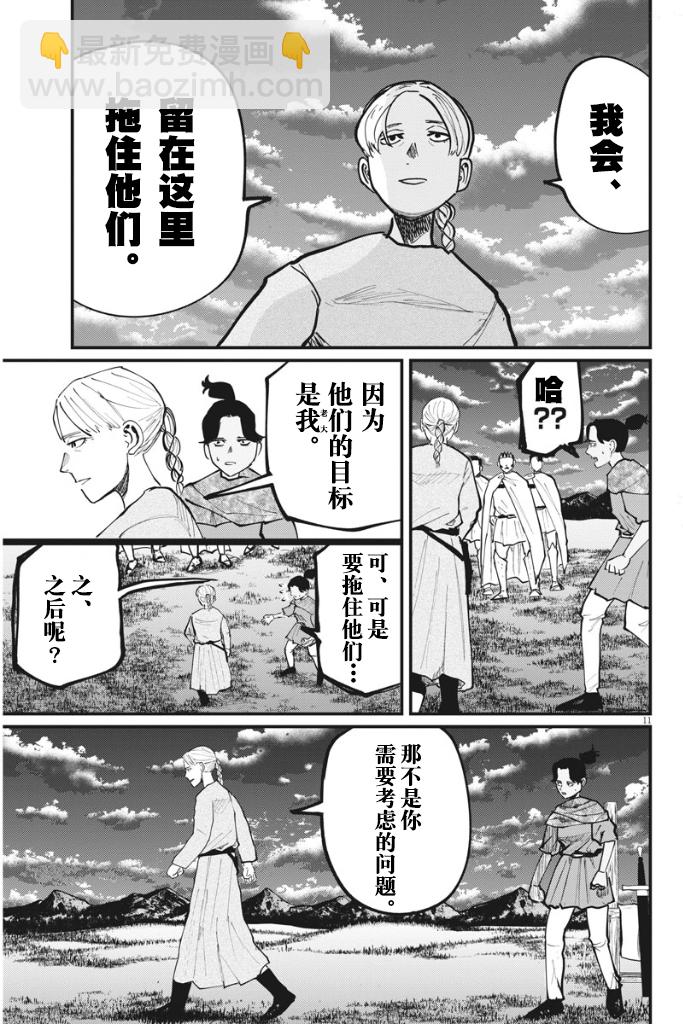 最新免费漫画
www.baozimh.com
我会、
留在这里
拖住他们。
哈
??
因为
他们的目标
是我。
老大
可、可是
要拖住他们…
之、
之后呢?
11
那不是你
需要考虑的问题。